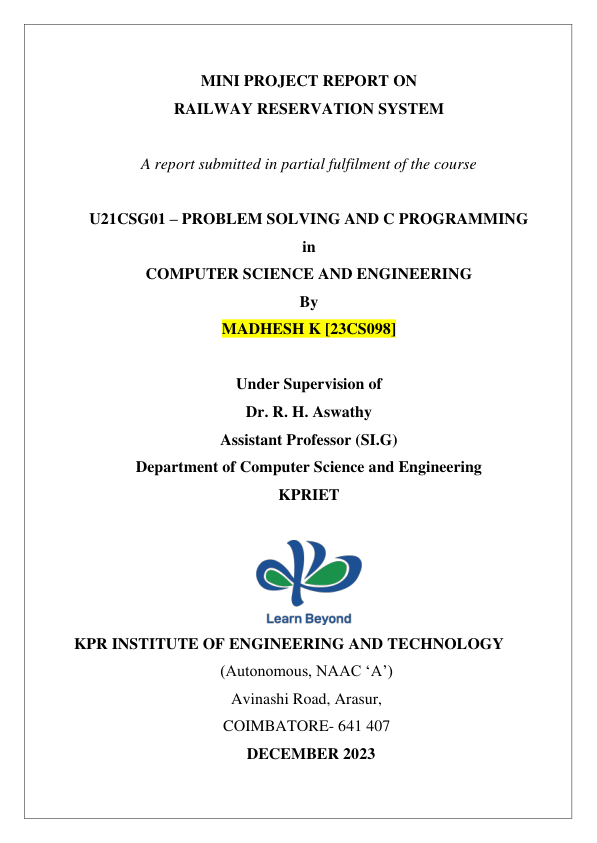 MINI PROJECT REPORT ON
RAILWAY RESERVATION SYSTEM
A report submitted in partial fulfilment of the course
U21CSG01 – PROBLEM SOLVING AND C PROGRAMMING
in
COMPUTER SCIENCE AND ENGINEERING
By
MADHESH K [23CS098]
Under Supervision of
Dr. R. H. Aswathy
Assistant Professor (Sl.G)
Department of Computer Science and Engineering
KPRIET
Learn Beyond
KPR INSTITUTE OF ENGINEERING AND TECHNOLOGY
(Autonomous, NAAC ‘A’)
Avinashi Road, Arasur,
COIMBATORE- 641 407
DECEMBER 2023